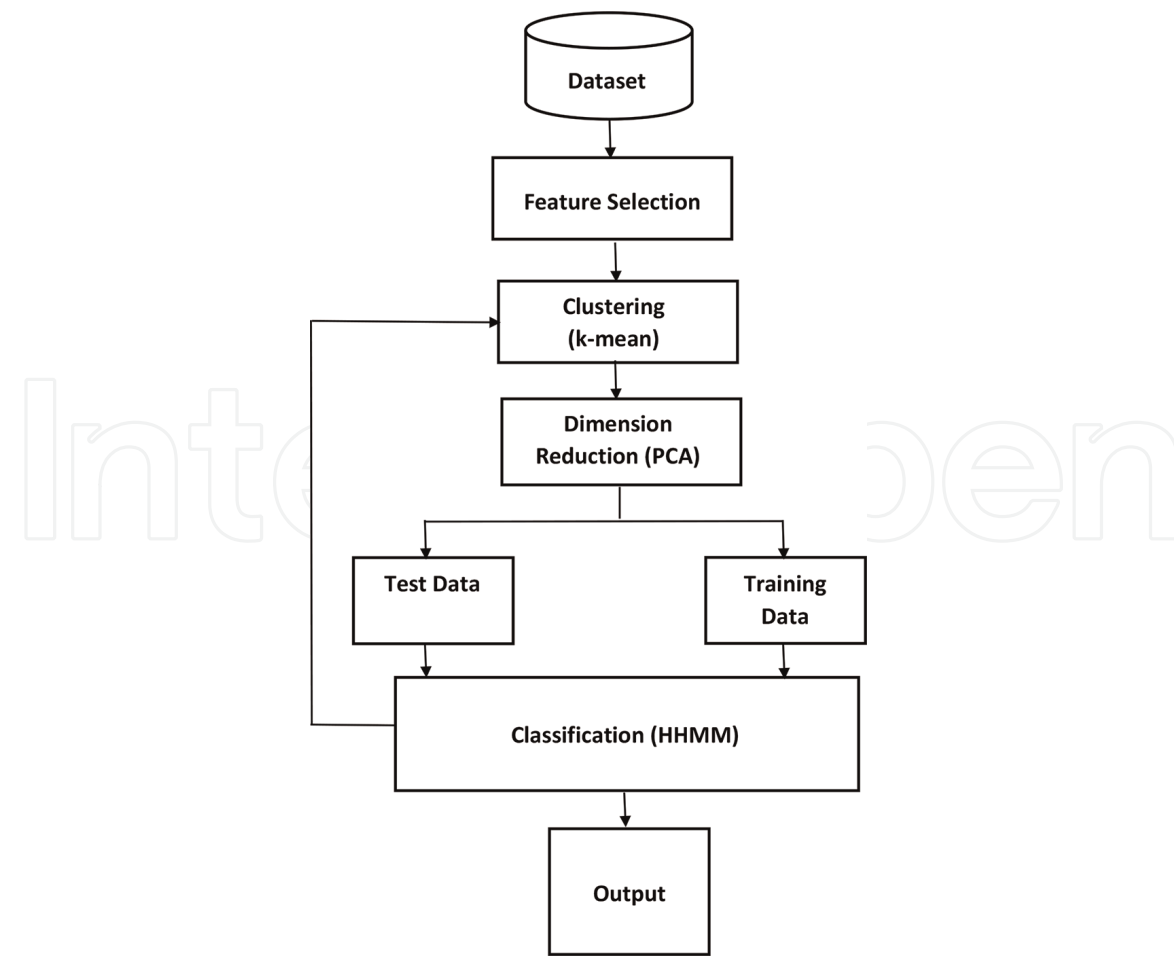 Dataset
Feature Selection
Clustering
(k-mean)
Dimension
Reduction (PCA)
Test Data
Training
Data
Classification (HHMM)
Output